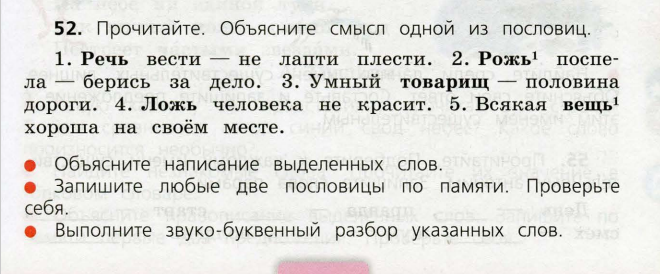 52. Прочитайте. Объясните смысл одной из пословиц.
1. Речь вести — не лапти плести. 2. Рожь¹ поспе-
ла — берись за дело. 3. Умный товарищ — половина
дороги. 4. Ложь человека не красит. 5. Всякая вещь¹
хороша на своём месте.
● Объясните написание выделенных слов.
● Запишите любые две пословицы по памяти. Проверьте
себя.
● Выполните звуко-буквенный разбор указанных слов.